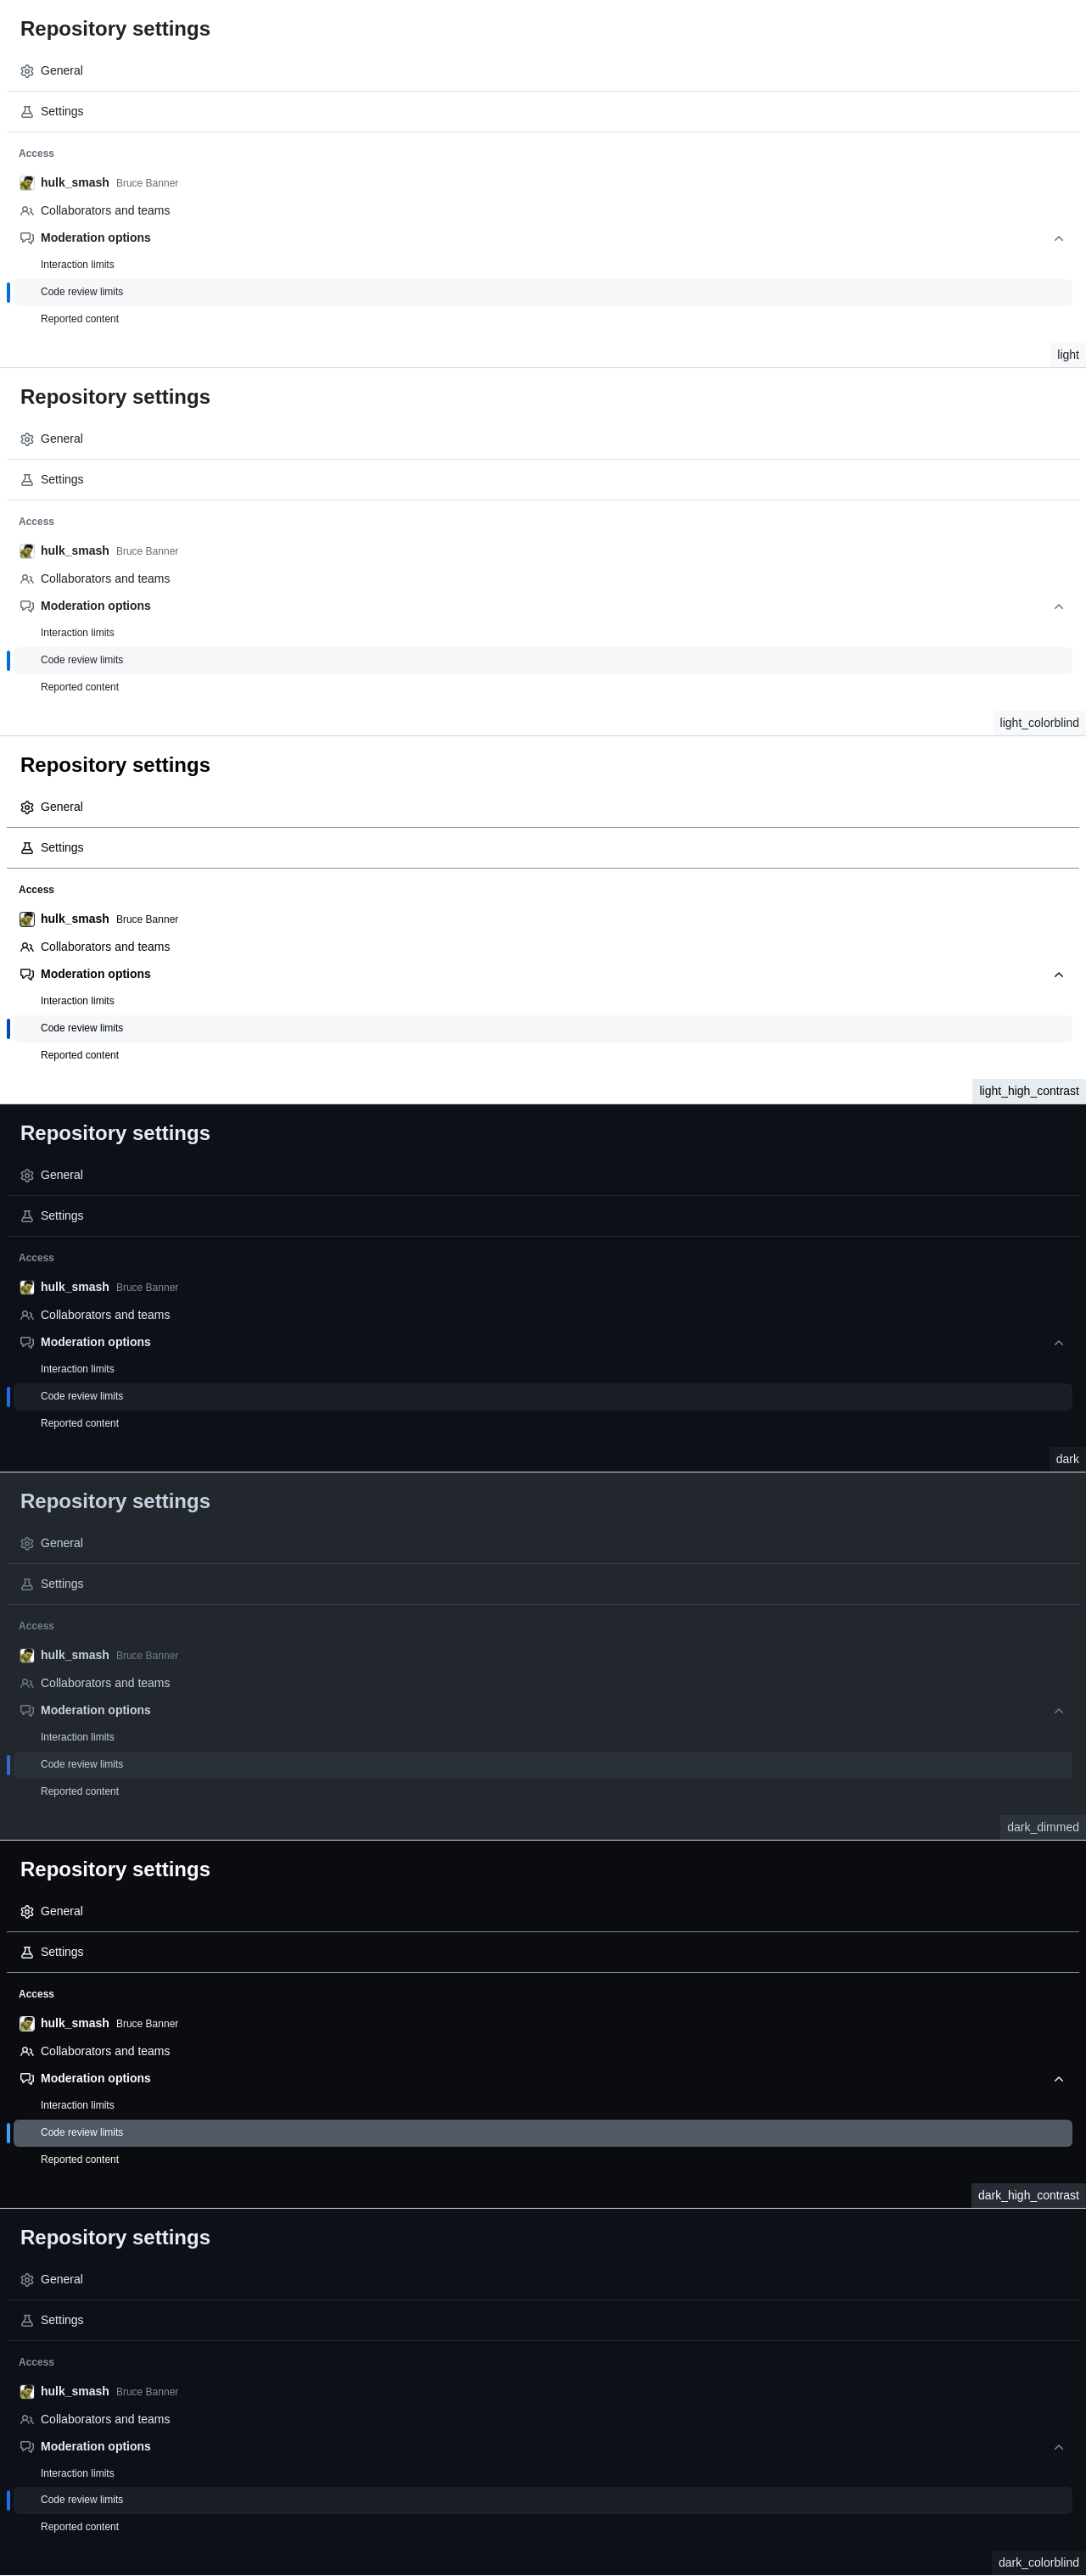 Repository settings
General
Settings
Access
hulk_smash Bruce Banner
Collaborators and teams
Moderation options
Interaction limits
Code review limits
Reported content
light
Repository settings
General
Settings
Access
hulk_smash Bruce Banner
Collaborators and teams
Moderation options
Interaction limits
Code review limits
Reported content
light_colorblind
Repository settings
General
Settings
Access
hulk_smash Bruce Banner
Collaborators and teams
Moderation options
Interaction limits
Code review limits
Reported content
light_high_contrast
Repository settings
General
Settings
Access
hulk_smash Bruce Banner
Collaborators and teams
Moderation options
Interaction limits
Code review limits
Reported content
dark
Repository settings
General
Settings
Access
hulk_smash Bruce Banner
Collaborators and teams
Moderation options
Interaction limits
Code review limits
Reported content
dark_dimmed
Repository settings
General
Settings
Access
hulk_smash Bruce Banner
Collaborators and teams
Moderation options
Interaction limits
Code review limits
Reported content
dark_high_contrast
Repository settings
General
Settings
Access
hulk_smash Bruce Banner
Collaborators and teams
Moderation options
Interaction limits
Code review limits
Reported content
dark_colorblind